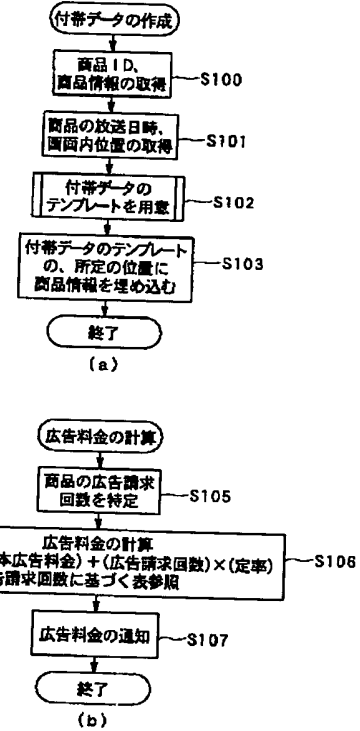 付帯データの作成
商品ID、
商品情報の取得
S100
商品の放送日時、
画面内位置の取得
S101
付帯データの
テンプレートを用意
S102
付帯データのテンプレート
の、所定の位置に
商品情報を埋め込む
S103
終了
(a)
広告料金の計算
商品の広告請求
回数を特定
S105
広告料金の計算
本広告料金)+(広告請求回数)×(定率)
告請求回数に基づく表参照
S106
広告料金の通知
S107
終了
(b)